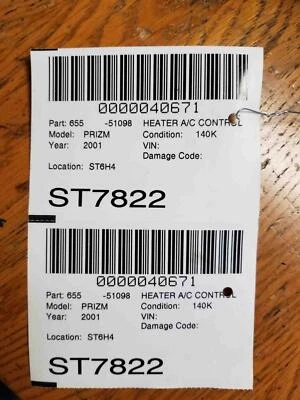 0000040671
Part: 655 -51098 HEATER A/C CONTROL
Model: PRIZM Condition: 140K
Year: 2001 VIN:
Damage Code:
Location: ST6H4
ST7822
0000040671
Part: 655 -51098 HEATER A/C CONTROL
Model: PRIZM Condition: 140K
Year: 2001 VIN:
Damage Code:
Location: ST6H4
ST7822